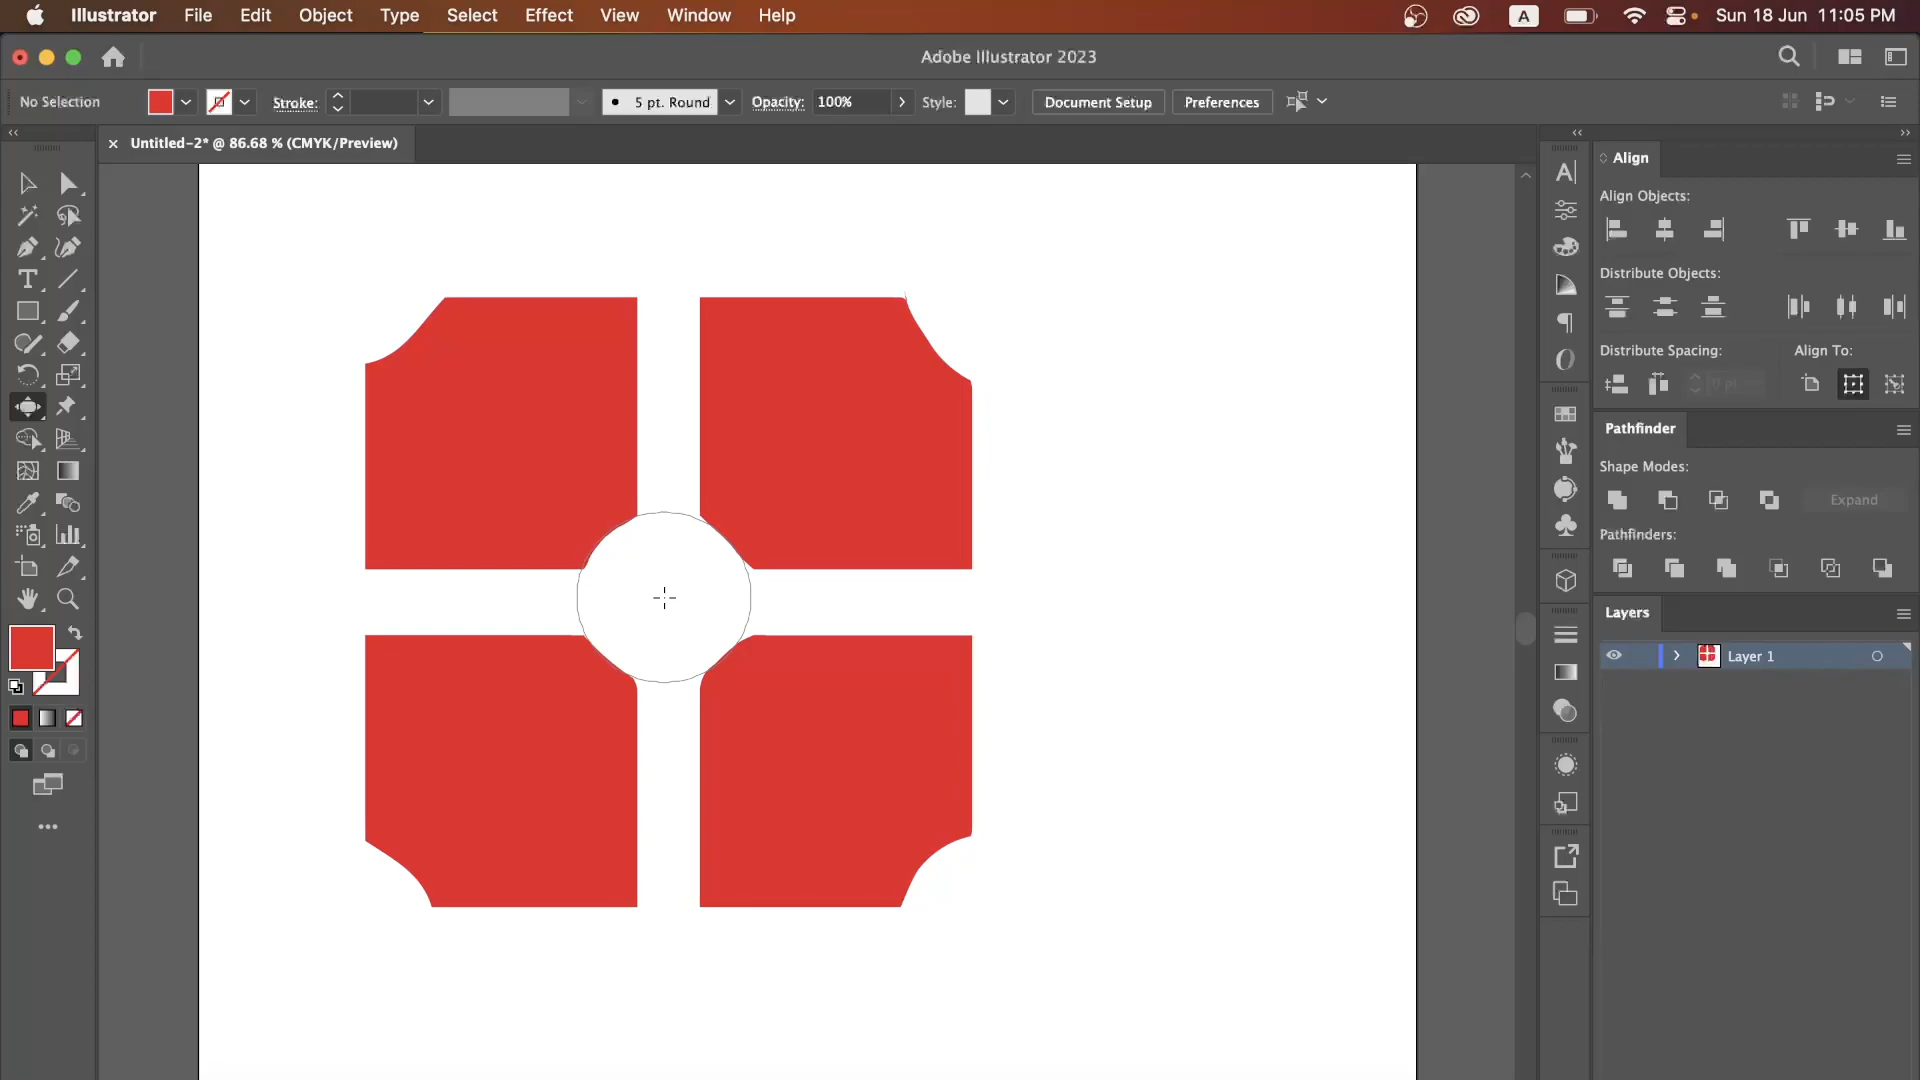 Illustrator File Edit Object Type Select Effect View Window Help A Sun 18 Jun 11:05 PM
Adobe Illustrator 2023
No Selection Stroke: 5 pt. Round Opacity: 100% Style: Document Setup Preferences
× Untitled-2* @ 86.68 % (CMYK/Preview)
Align
Align Objects:
Distribute Objects:
Distribute Spacing: Align To:
0 pt
Pathfinder
Shape Modes:
Expand
Pathfinders:
Layers
Layer 1